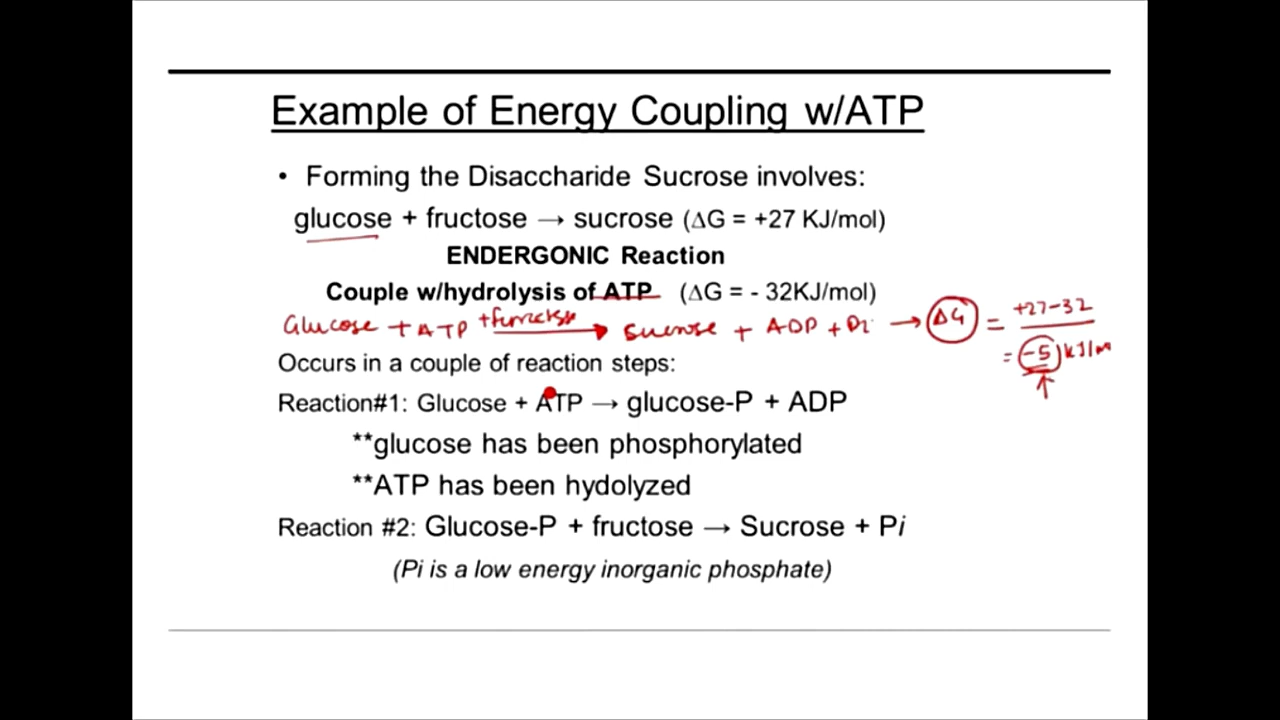 Example of Energy Coupling w/ATP
• Forming the Disaccharide Sucrose involves:
glucose + fructose → sucrose (ΔG = +27 KJ/mol)
ENDERGONIC Reaction
Couple w/hydrolysis of ATP (ΔG = - 32KJ/mol)
Glucose + ATP + → Sucrose + ADP + Pi → ΔG = +27-32
= -5 kJ/m
Occurs in a couple of reaction steps:
Reaction#1: Glucose + ATP → glucose-P + ADP
**glucose has been phosphorylated
**ATP has been hydolyzed
Reaction #2: Glucose-P + fructose → Sucrose + Pi
(Pi is a low energy inorganic phosphate)